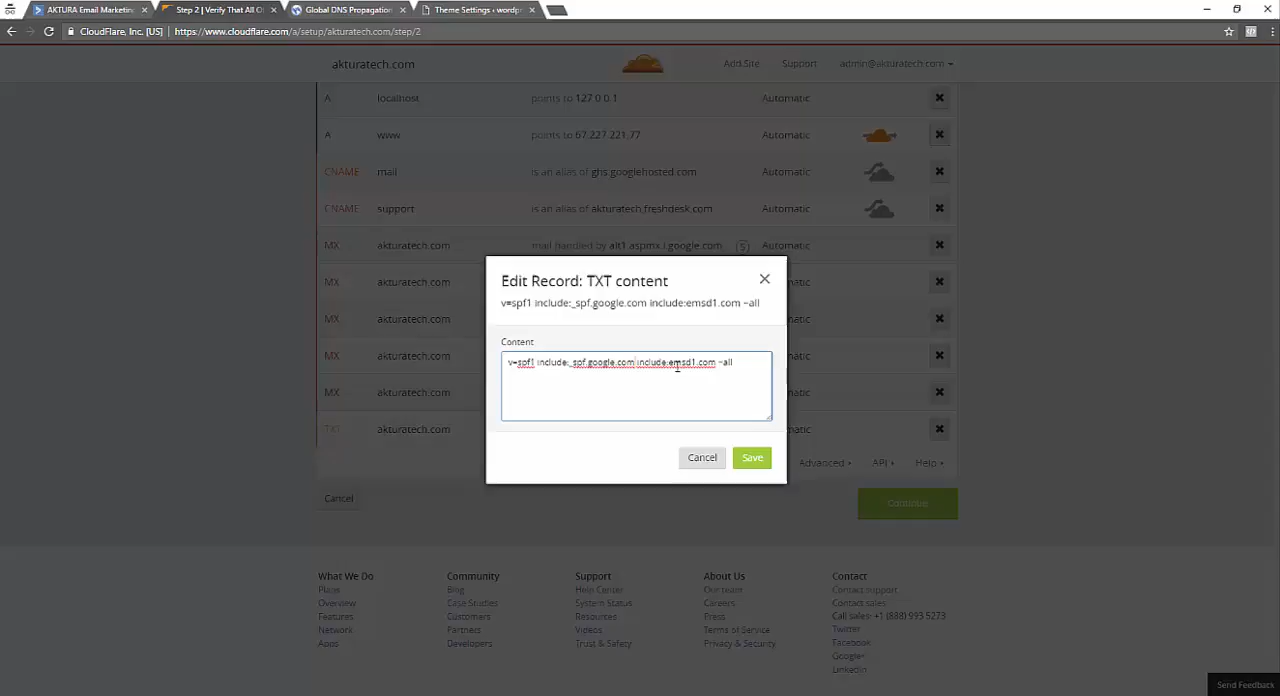 AKTURA Email Marketin
Step 2 | Verify That All O
Global DNS Propagation
Theme Settings ‹ wordp
CloudFlare, Inc. [US]
https://www.cloudflare.com/a/setup/akturatech.com/step/2
akturatech.com
Add Site
Support
admin@akturatech.com
A localhost points to 127.0.0.1 Automatic
A www points to 67.227.221.77 Automatic
CNAME mail is an alias of ghs.googlehosted.com Automatic
CNAME support is an alias of akturatech.freshdesk.com Automatic
MX akturatech.com mail handled by alt1.aspmx.l.google.com 5 Automatic
Edit Record: TXT content
v=spf1 include:_spf.google.com include:emsd1.com ~all
MX akturatech.com matic
MX akturatech.com matic
Content
MX akturatech.com matic
v=spf1 include:_spf.google.com include:emsd1.com ~all
MX akturatech.com matic
TXT akturatech.com matic
Cancel
Save
Advanced
API
Help
Cancel
Continue
What We Do
Plans
Overview
Features
Network
Apps
Community
Blog
Case Studies
Customers
Partners
Developers
Support
Help Center
System Status
Resources
Videos
Trust & Safety
About Us
Our team
Careers
Press
Terms of Service
Privacy & Security
Contact
Contact support
Contact sales
Call sales: +1 (888) 993 5273
Twitter
Facebook
Google+
LinkedIn
Send Feedback